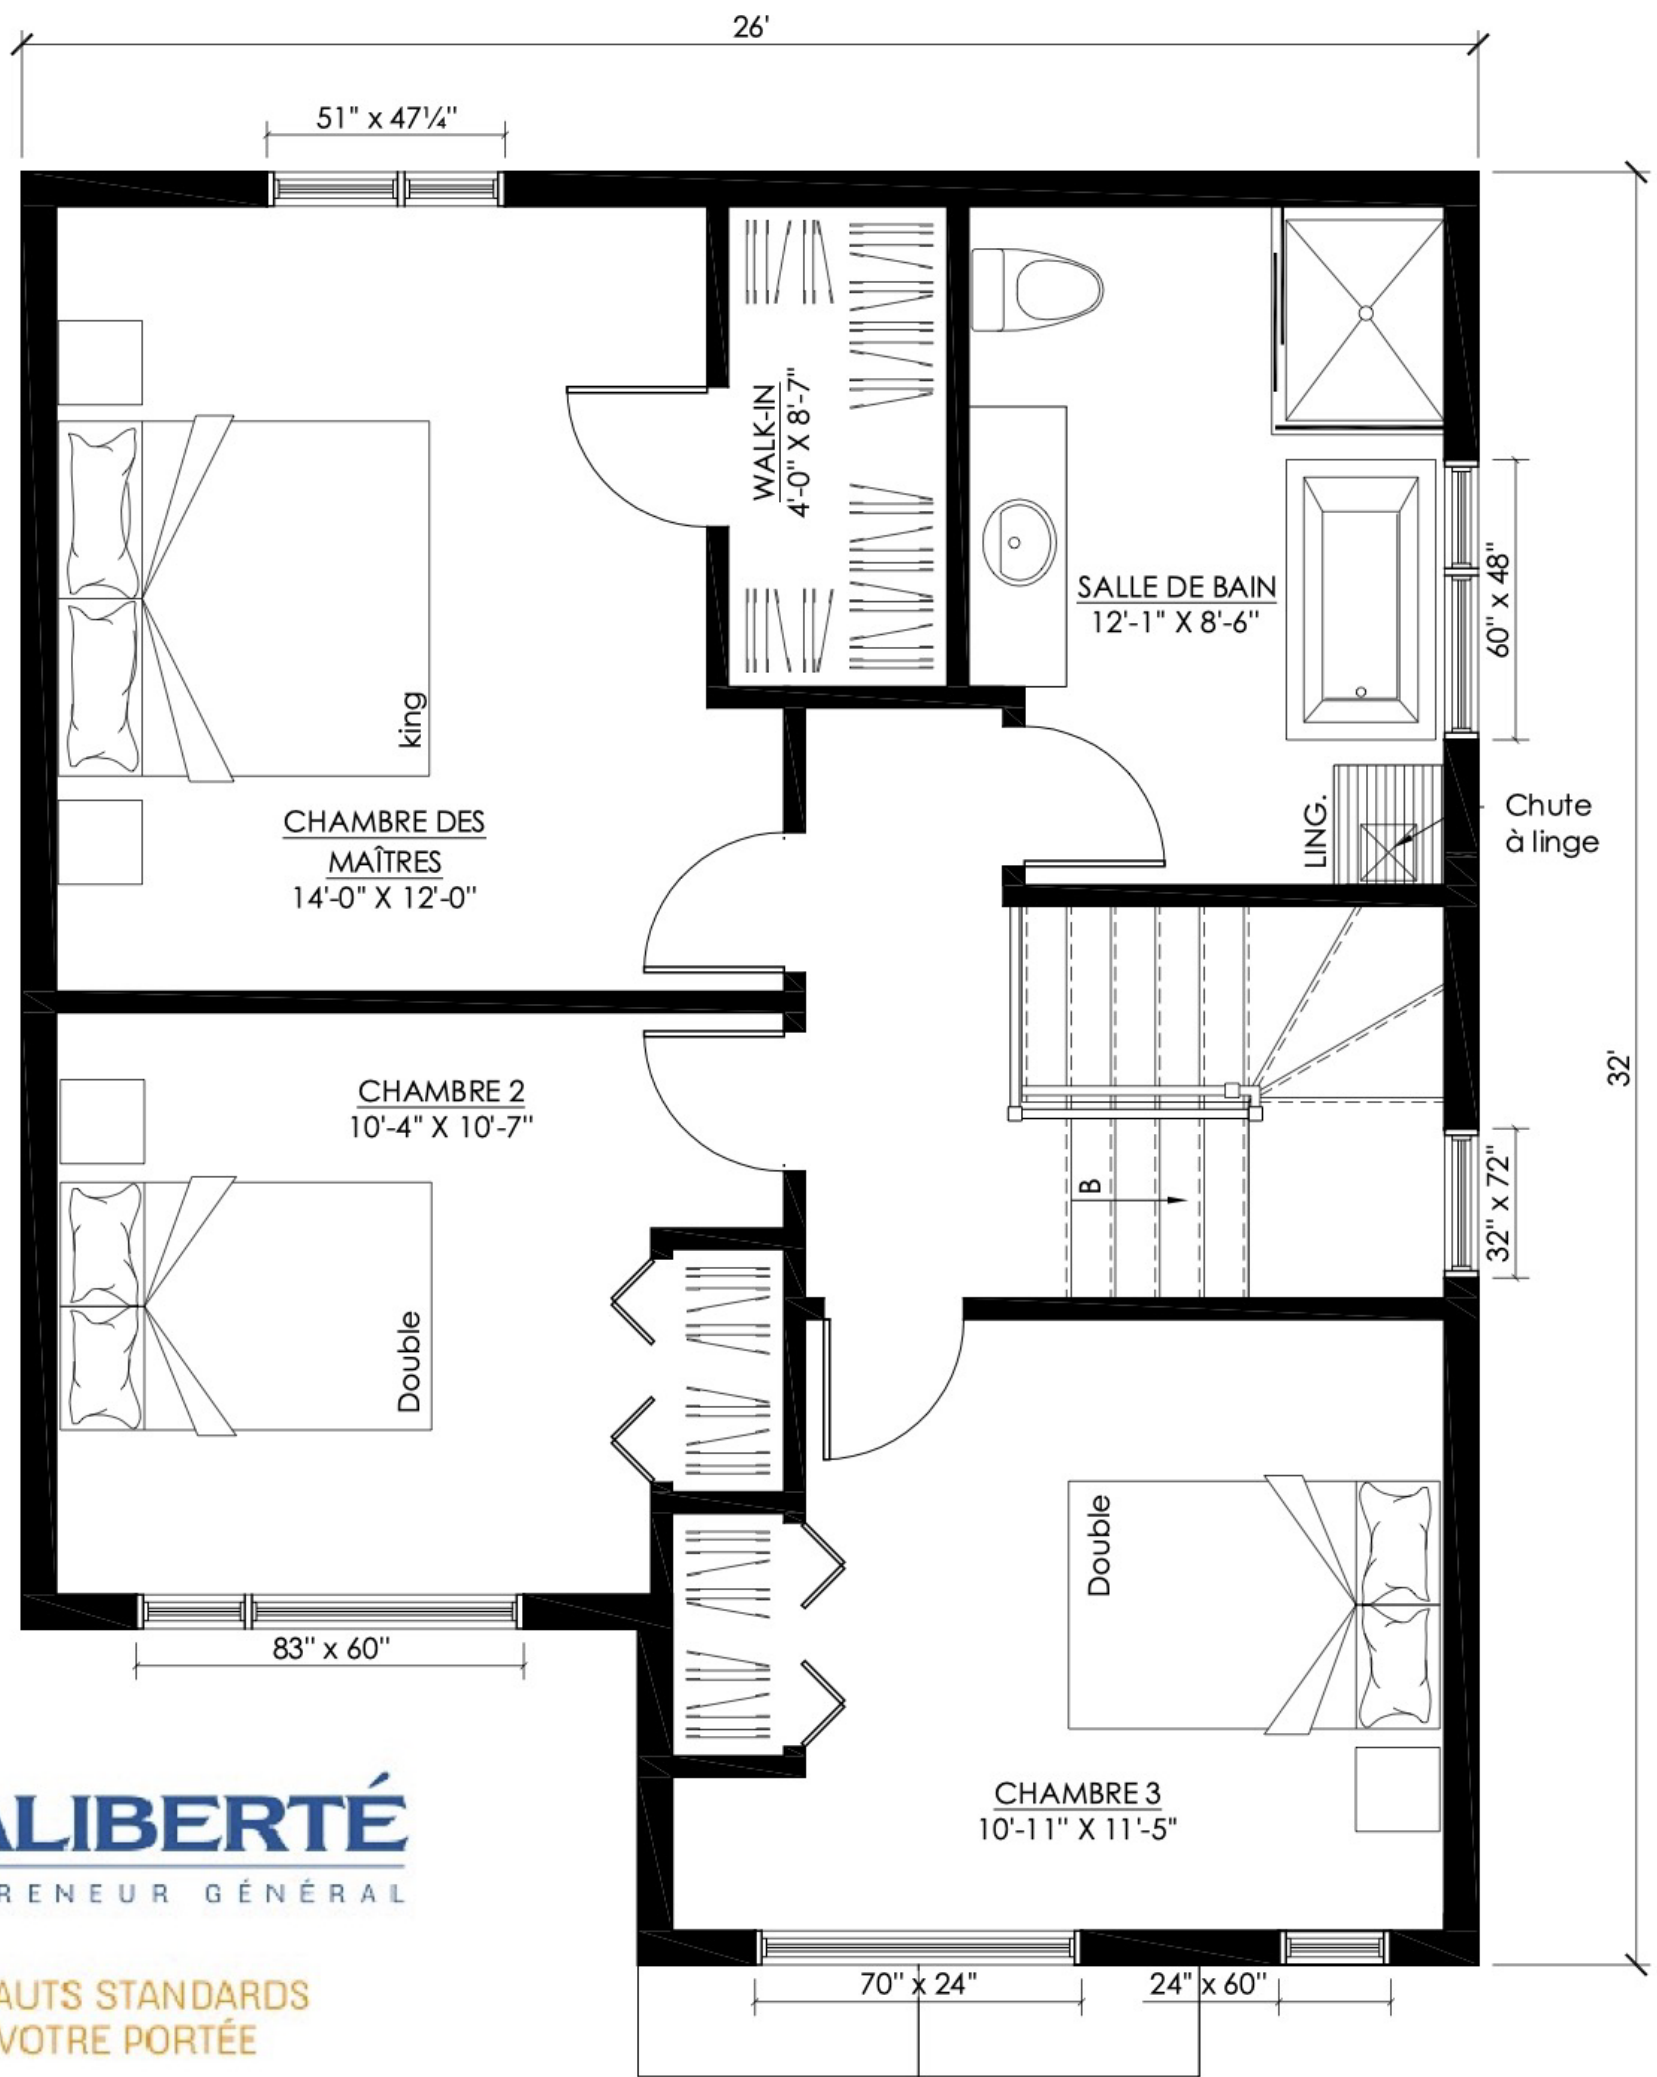 26'
51" x 47¼"
WALK-IN
4'-0" X 8'-7"
SALLE DE BAIN
12'-1" X 8'-6"
60" x 48"
king
CHAMBRE DES
MAÎTRES
14'-0" X 12'-0"
LING.
Chute
à linge
32'
CHAMBRE 2
10'-4" X 10'-7"
B
32" x 72"
Double
Double
83" x 60"
CHAMBRE 3
10'-11" X 11'-5"
70" x 24"
24" x 60"
ALIBERTÉ
RENEUR GÉNÉRAL
AUTS STANDARDS
VOTRE PORTÉE